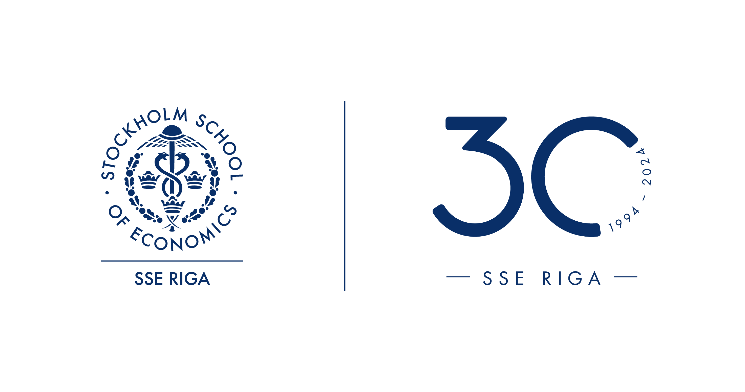 STOCKHOLM SCHOOL
· OF ECONOMICS ·
SSE RIGA
30
1994 - 2024
SSE RIGA